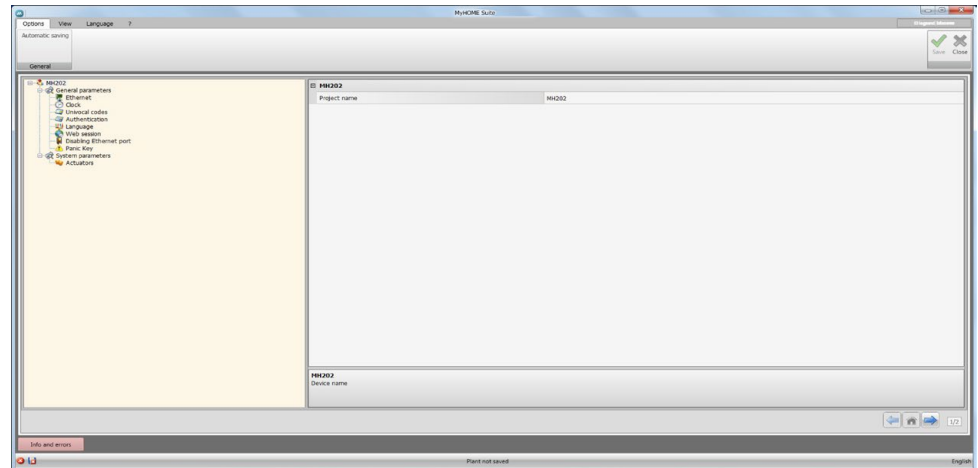 MyHOME Suite
Options View Language ?
Automatic saving
Save Close
General
MH202
General parameters
Ethernet
Clock
Univocal codes
Authentication
Language
Web session
Disabling Ethernet port
Panic Key
System parameters
Actuators
MH202
Project name MH202
MH202
Device name
1/2
Info and errors
Plant not saved English